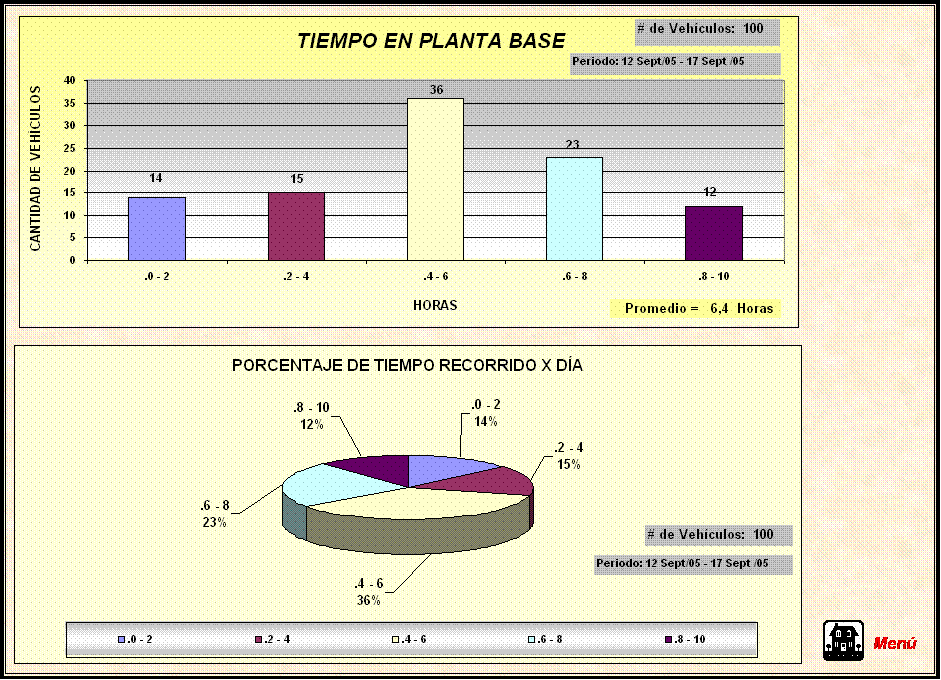 TIEMPO EN PLANTA BASE
# de Vehículos: 100
Periodo: 12 Sept/05 - 17 Sept /05
CANTIDAD DE VEHICULOS
40
35
30
25
20
15
10
5
0
14
15
36
23
12
.0 - 2
.2 - 4
.4 - 6
.6 - 8
.8 - 10
HORAS
Promedio = 6,4 Horas
PORCENTAJE DE TIEMPO RECORRIDO X DÍA
.8 - 10
12%
.0 - 2
14%
.2 - 4
15%
.6 - 8
23%
.4 - 6
36%
# de Vehículos: 100
Periodo: 12 Sept/05 - 17 Sept /05
.0 - 2
.2 - 4
.4 - 6
.6 - 8
.8 - 10
Menú